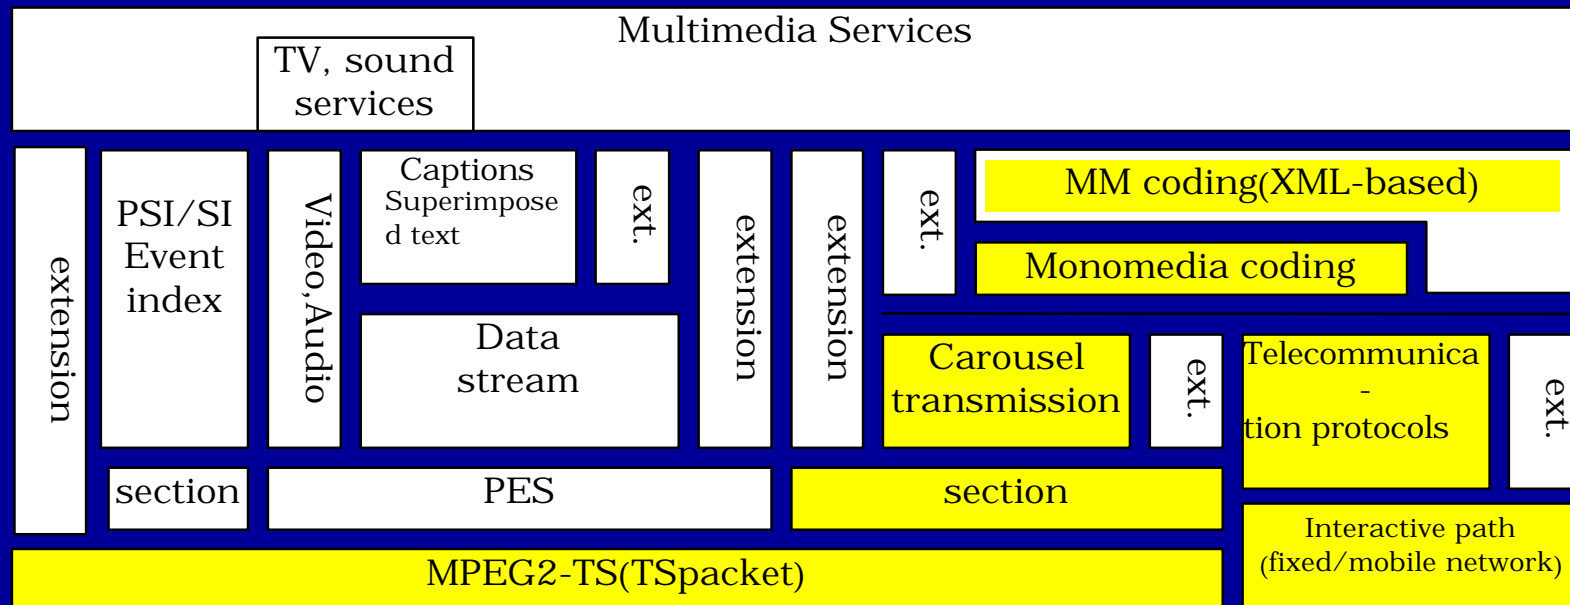 Multimedia Services
TV, sound
services
extension
PSI/SI
Event
index
Video,Audio
Captions
Superimpose
d text
ext.
Data
stream
extension
extension
ext.
MM coding(XML-based)
Monomedia coding
Carousel
transmission
ext.
Telecommunica
-
tion protocols
ext.
section
PES
section
Interactive path
(fixed/mobile network)
MPEG2-TS(TSpacket)